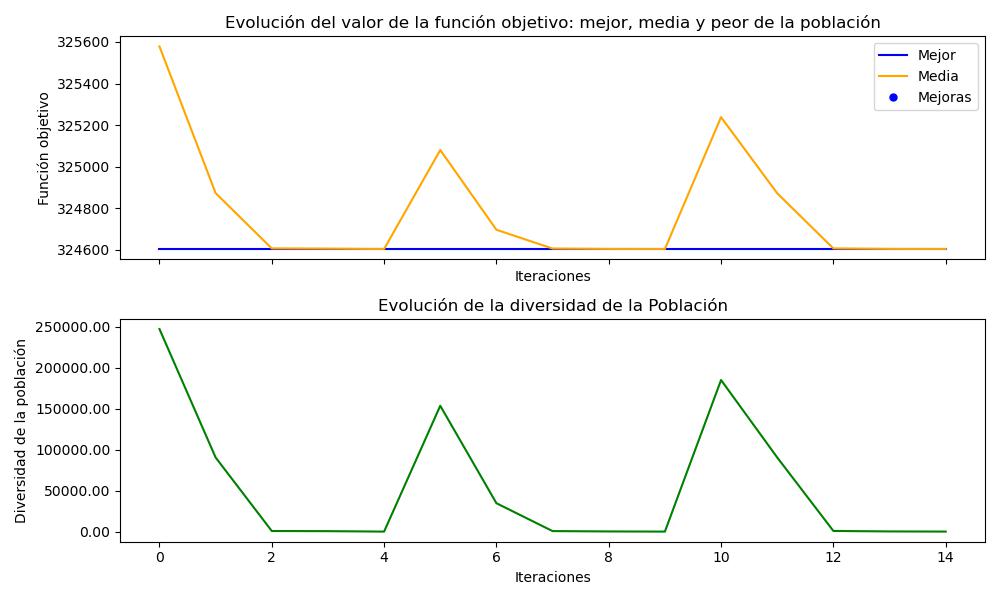 Evolución del valor de la función objetivo: mejor, media y peor de la población
325600
325400
325200
325000
324800
324600
Función objetivo
Mejor
Media
Mejoras
Iteraciones
Evolución de la diversidad de la Población
250000.00
200000.00
150000.00
100000.00
50000.00
0.00
Diversidad de la población
0 2 4 6 8 10 12 14
Iteraciones